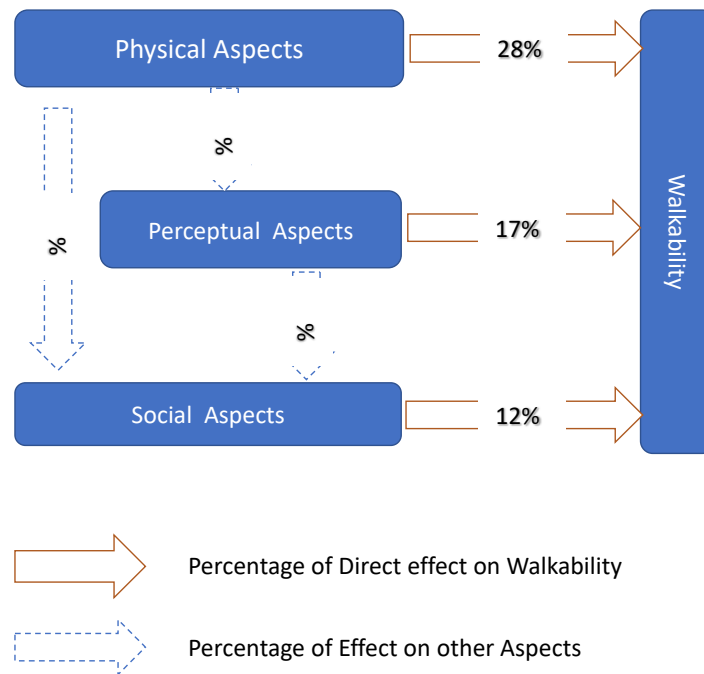 Physical Aspects
28%
%
Perceptual Aspects
17%
%
%
Social Aspects
12%
Walkability
Percentage of Direct effect on Walkability
Percentage of Effect on other Aspects